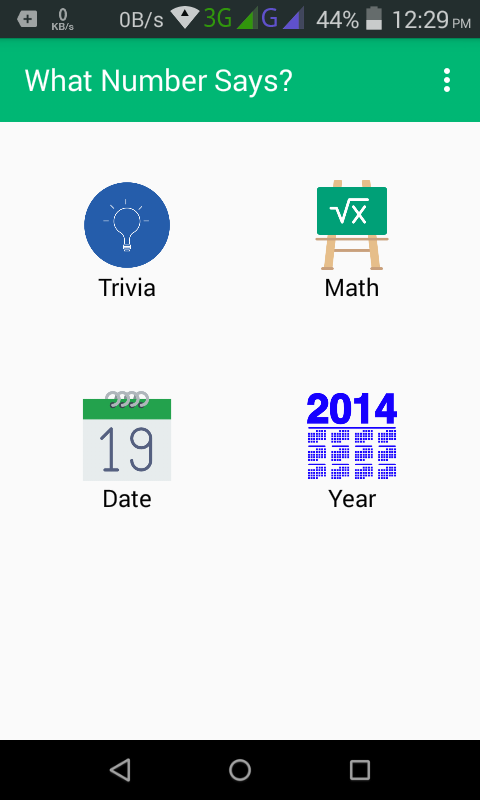 0 KB/s 0B/s 3G G 44% 12:29 PM
What Number Says?
√x
Trivia
Math
19
2014
Date
Year